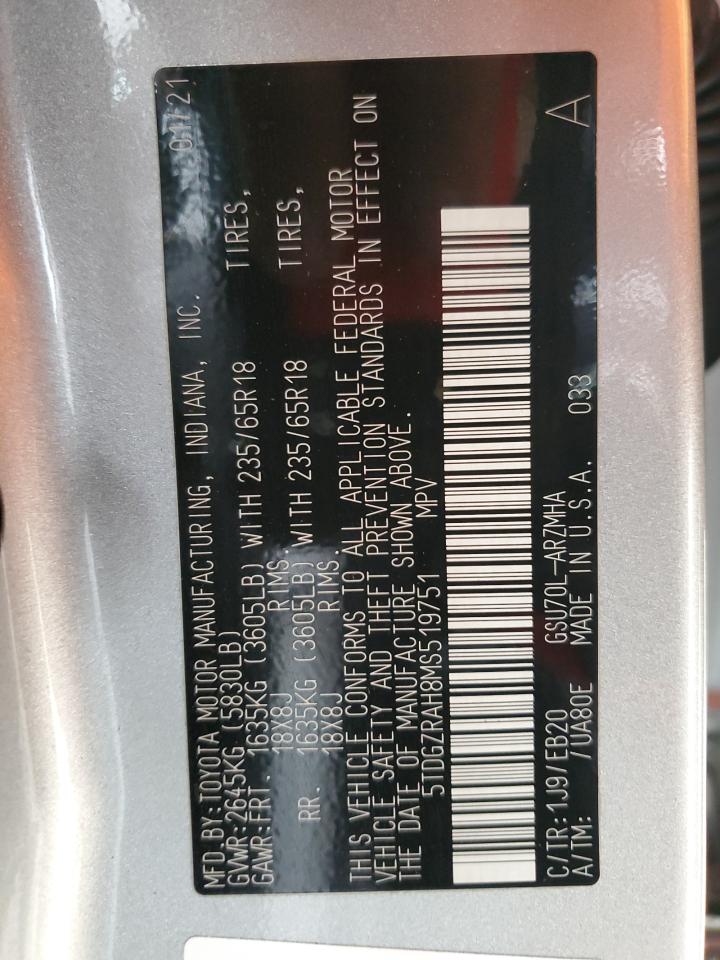 MFD.BY:TOYOTA MOTOR MANUFACTURING, INDIANA, INC. 01/21
GVWR:2645KG (5830LB)
GAWR:FRT. 1635KG (3605LB) WITH 235/65R18 TIRES,
18X8J RIMS.
RR. 1635KG (3605LB) WITH 235/65R18 TIRES,
18X8J RIMS.
THIS VEHICLE CONFORMS TO ALL APPLICABLE FEDERAL MOTOR
VEHICLE SAFETY AND THEFT PREVENTION STANDARDS IN EFFECT ON
THE DATE OF MANUFACTURE SHOWN ABOVE.
5TDGZRAH8MS519751 MPV
C/TR:1J9/EB20 GSU70L-ARZMHA
A/TM: /UA80E MADE IN U.S.A. 033 A